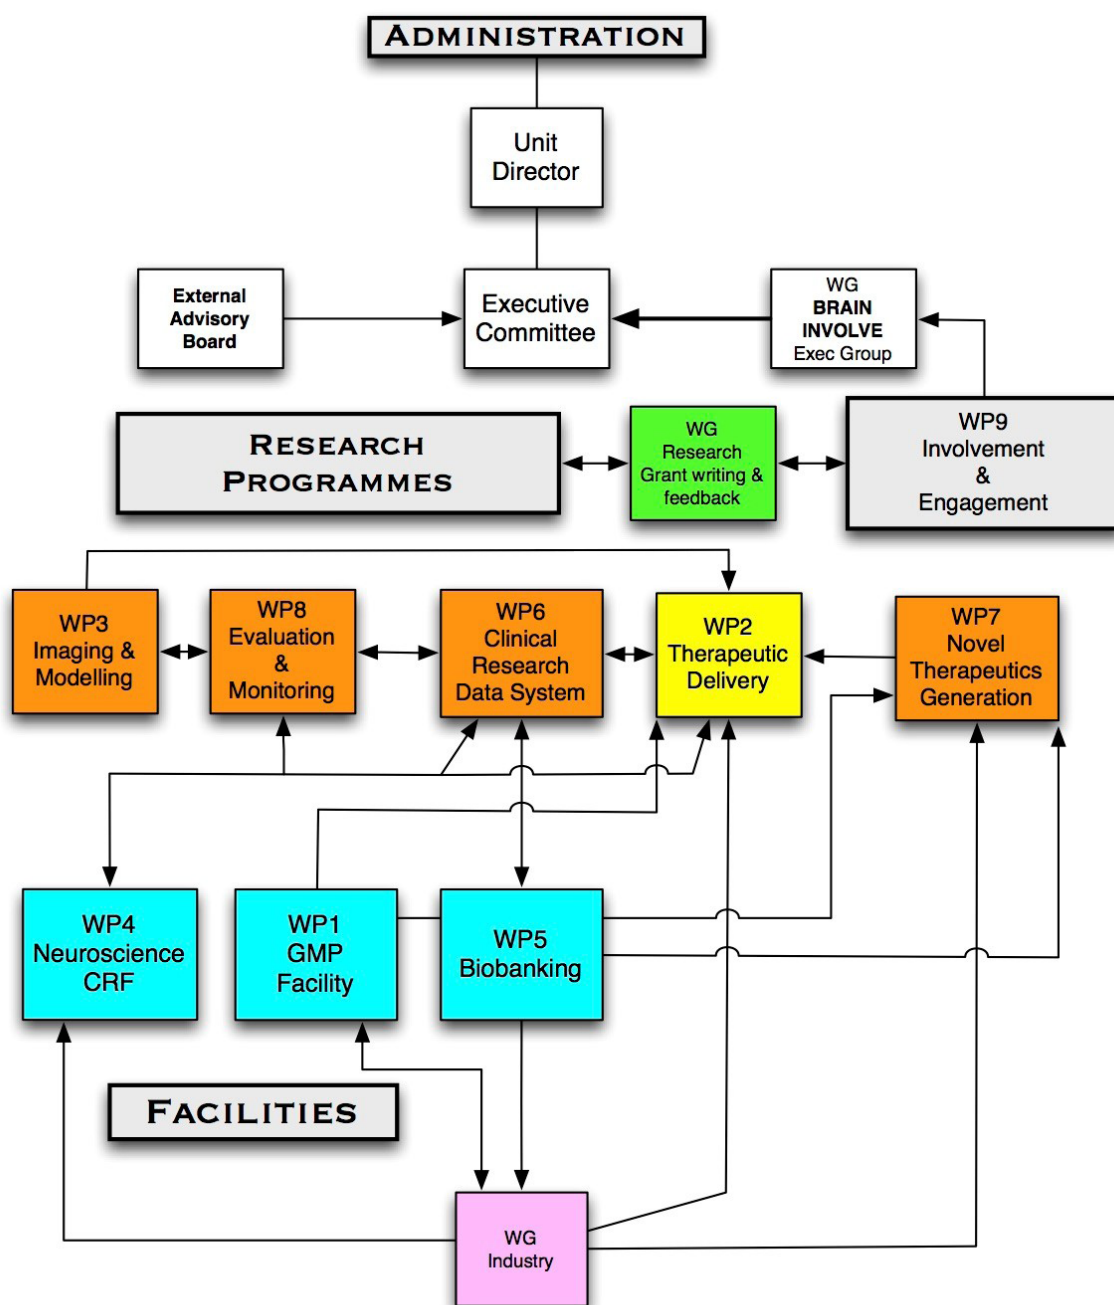 ADMINISTRATION
Unit
Director
External
Advisory
Board
Executive
Committee
WG
BRAIN
INVOLVE
Exec Group
RESEARCH
PROGRAMMES
WG
Research
Grant writing &
feedback
WP9
Involvement
&
Engagement
WP3
Imaging &
Modelling
WP8
Evaluation
&
Monitoring
WP6
Clinical
Research
Data System
WP2
Therapeutic
Delivery
WP7
Novel
Therapeutics
Generation
WP4
Neuroscience
CRF
WP1
GMP
Facility
WP5
Biobanking
FACILITIES
WG
Industry